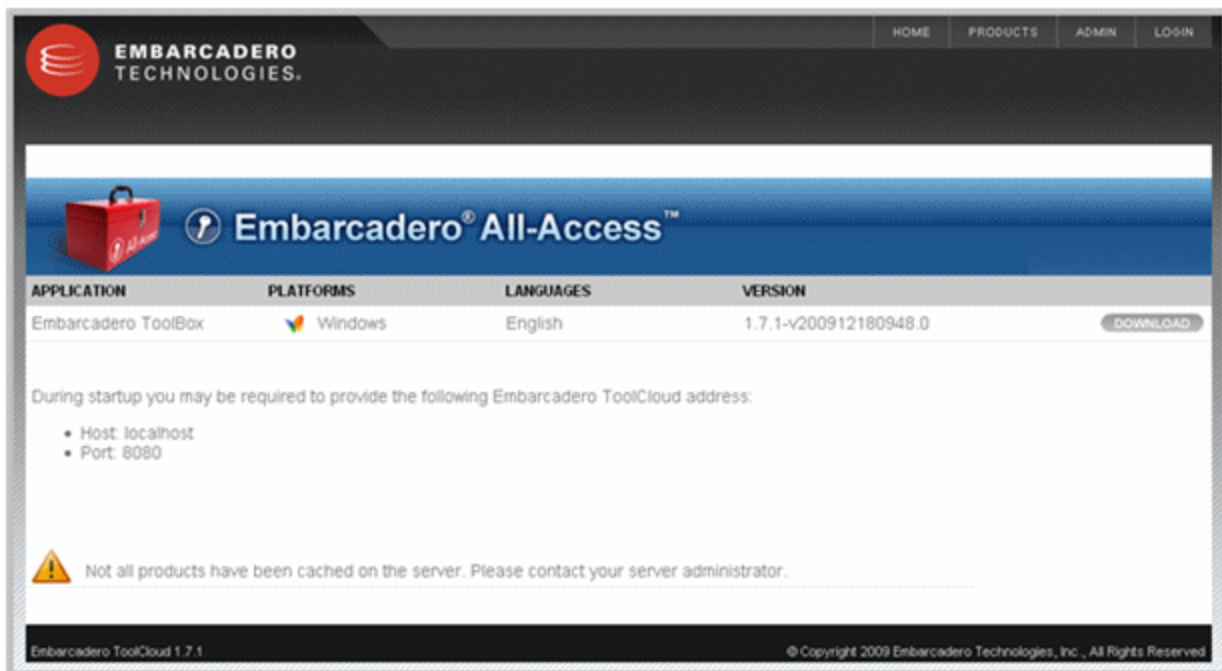 EMBARCADERO
TECHNOLOGIES.
HOME PRODUCTS ADMIN LOGIN
All-Access
Embarcadero® All-Access™
APPLICATION PLATFORMS LANGUAGES VERSION
Embarcadero ToolBox Windows English 1.7.1-v200912180948.0 DOWNLOAD
During startup you may be required to provide the following Embarcadero ToolCloud address:
• Host: localhost
• Port: 8080
Not all products have been cached on the server. Please contact your server administrator.
Embarcadero ToolCloud 1.7.1 © Copyright 2009 Embarcadero Technologies, Inc., All Rights Reserved